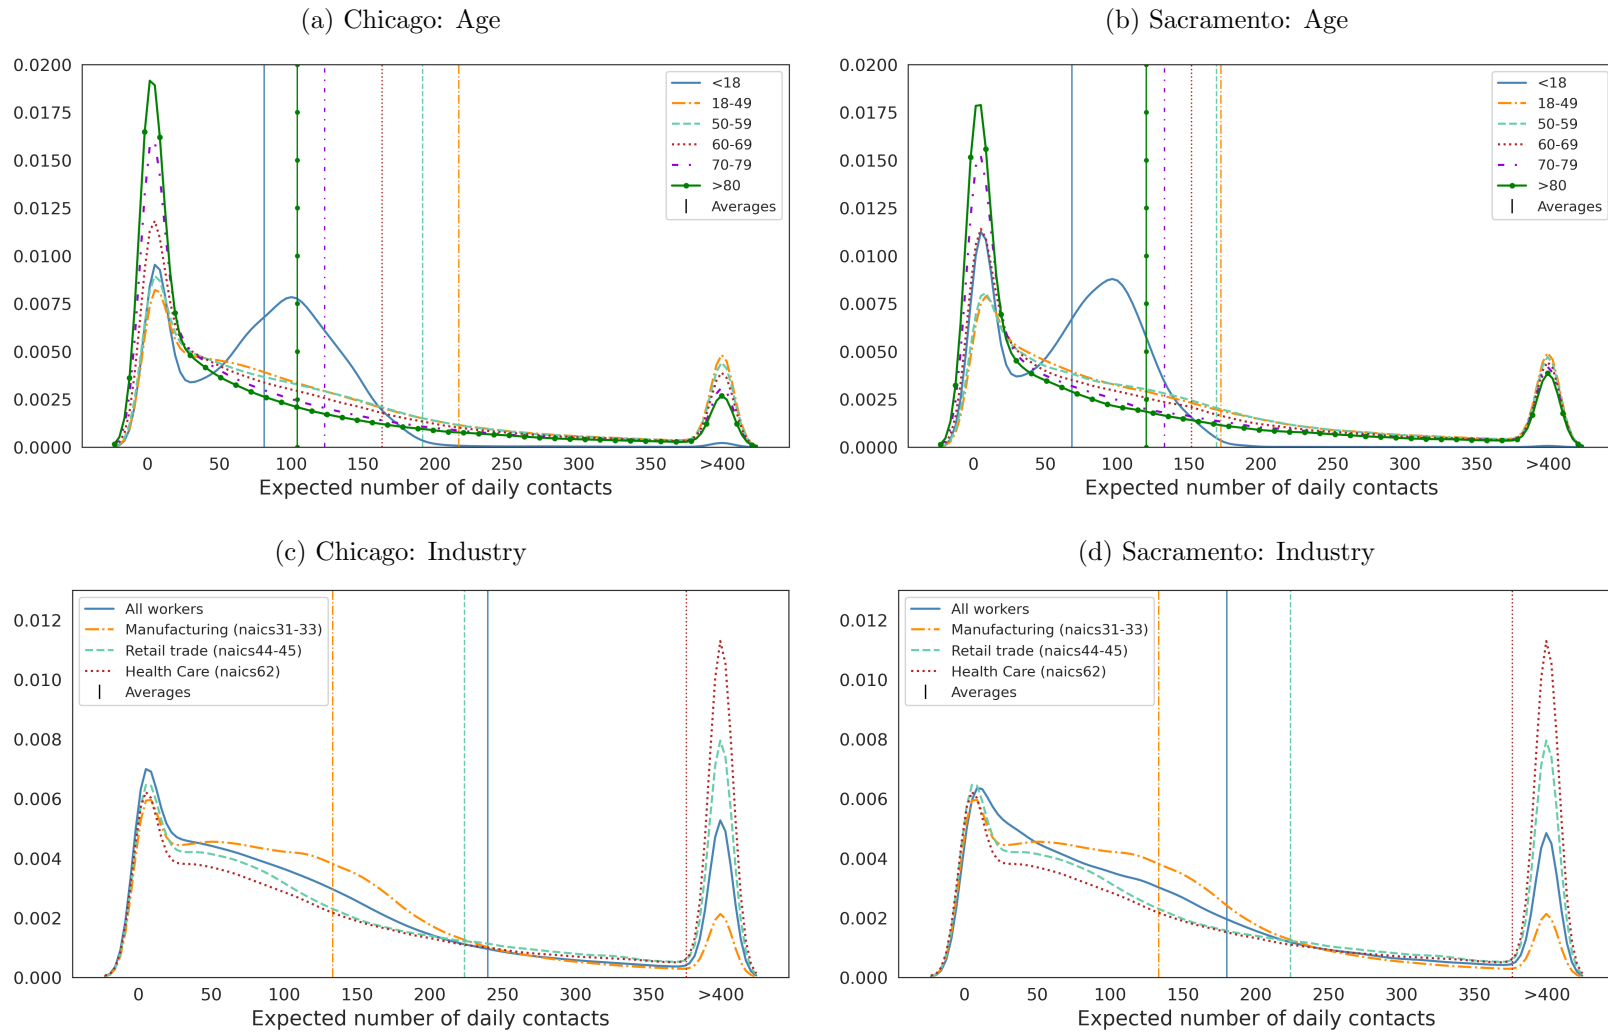 (a) Chicago: Age
0.0200
0.0175
0.0150
0.0125
0.0100
0.0075
0.0050
0.0025
0.0000
<18
18-49
50-59
60-69
70-79
>80
Averages
0 50 100 150 200 250 300 350 >400
Expected number of daily contacts
(b) Sacramento: Age
0.0200
0.0175
0.0150
0.0125
0.0100
0.0075
0.0050
0.0025
0.0000
<18
18-49
50-59
60-69
70-79
>80
Averages
0 50 100 150 200 250 300 350 >400
Expected number of daily contacts
(c) Chicago: Industry
0.012
0.010
0.008
0.006
0.004
0.002
0.000
All workers
Manufacturing (naics31-33)
Retail trade (naics44-45)
Health Care (naics62)
Averages
0 50 100 150 200 250 300 350 >400
Expected number of daily contacts
(d) Sacramento: Industry
0.012
0.010
0.008
0.006
0.004
0.002
0.000
All workers
Manufacturing (naics31-33)
Retail trade (naics44-45)
Health Care (naics62)
Averages
0 50 100 150 200 250 300 350 >400
Expected number of daily contacts